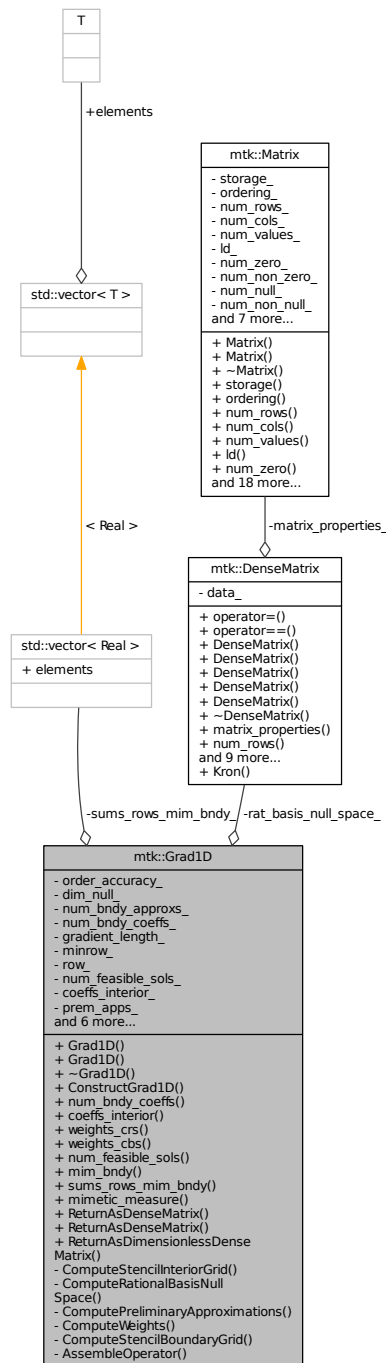 T
+elements
mtk::Matrix
- storage_
- ordering_
- num_rows_
- num_cols_
- num_values_
- ld_
- num_zero_
- num_non_zero_
- num_null_
- num_non_null_
and 7 more...
+ Matrix()
+ Matrix()
+ ~Matrix()
+ storage()
+ ordering()
+ num_rows()
+ num_cols()
+ num_values()
+ ld()
+ num_zero()
and 18 more...
std::vector< T >
< Real >
-matrix_properties_
mtk::DenseMatrix
- data_
+ operator=()
+ operator==()
+ DenseMatrix()
+ DenseMatrix()
+ DenseMatrix()
+ DenseMatrix()
+ DenseMatrix()
+ ~DenseMatrix()
+ matrix_properties()
+ num_rows()
and 9 more...
+ Kron()
std::vector< Real >
+ elements
-sums_rows_mim_bndy_
-rat_basis_null_space_
mtk::Grad1D
- order_accuracy_
- dim_null_
- num_bndy_approxs_
- num_bndy_coeffs_
- gradient_length_
- minrow_
- row_
- num_feasible_sols_
- coeffs_interior_
- prem_apps_
and 6 more...
+ Grad1D()
+ Grad1D()
+ ~Grad1D()
+ ConstructGrad1D()
+ num_bndy_coeffs()
+ coeffs_interior()
+ weights_crs()
+ weights_cbs()
+ num_feasible_sols()
+ mim_bndy()
+ sums_rows_mim_bndy()
+ mimetic_measure()
+ ReturnAsDenseMatrix()
+ ReturnAsDenseMatrix()
+ ReturnAsDimensionlessDense
Matrix()
- ComputeStencilInteriorGrid()
- ComputeRationalBasisNull
Space()
- ComputePreliminaryApproximations()
- ComputeWeights()
- ComputeStencilBoundaryGrid()
- AssembleOperator()